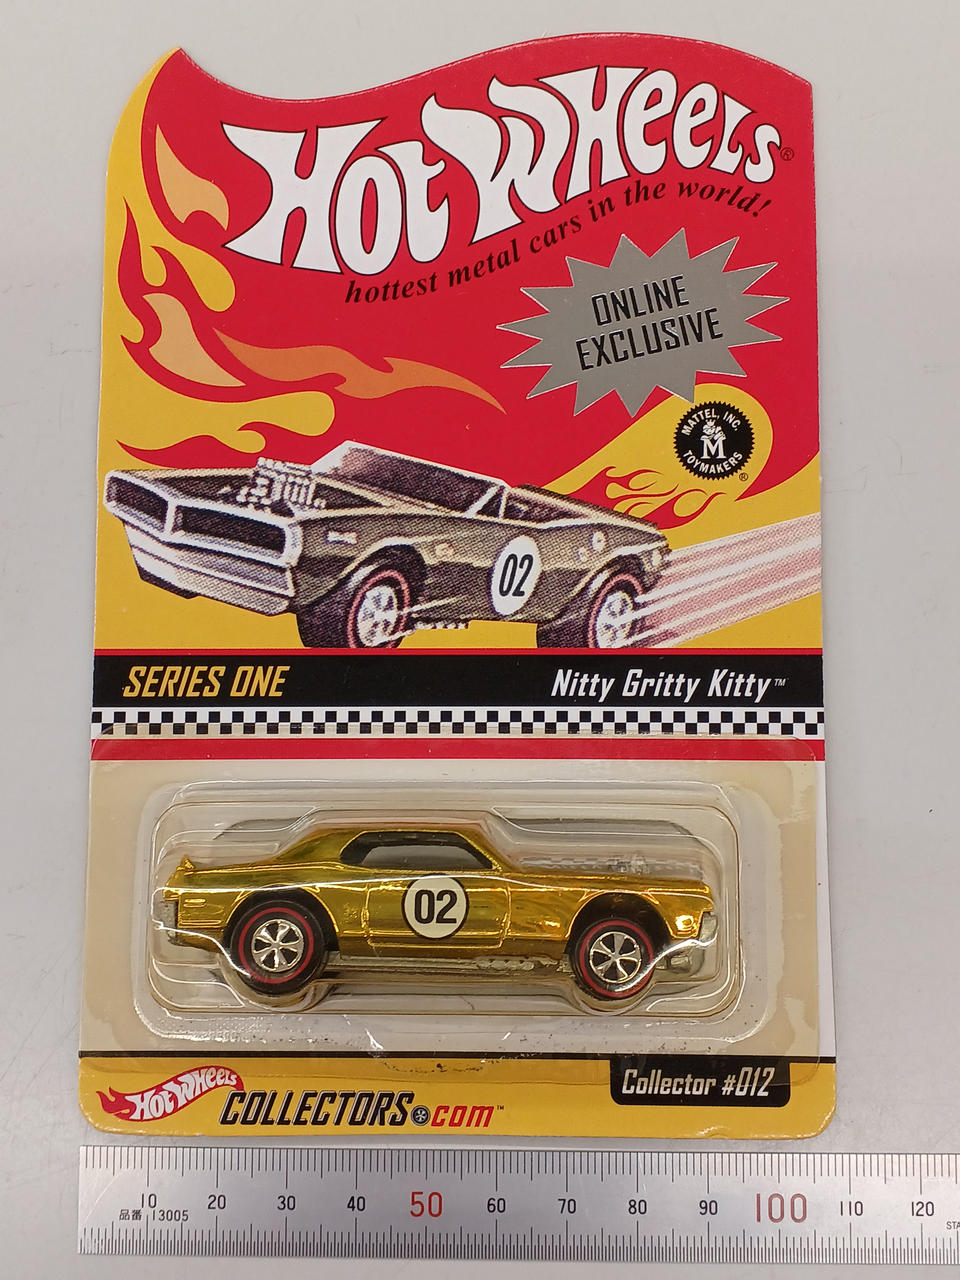 HOT WHEELS®
hottest metal cars in the world!
ONLINE
EXCLUSIVE
MATTEL, INC.
M
TOYMAKERS
®
02
SERIES ONE
Nitty Gritty Kitty™
02
Collector #012
HOT WHEELS
COLLECTORS.com™
10 20 30 40 50 60 70 80 90 100 110 120
品番 13005
STA